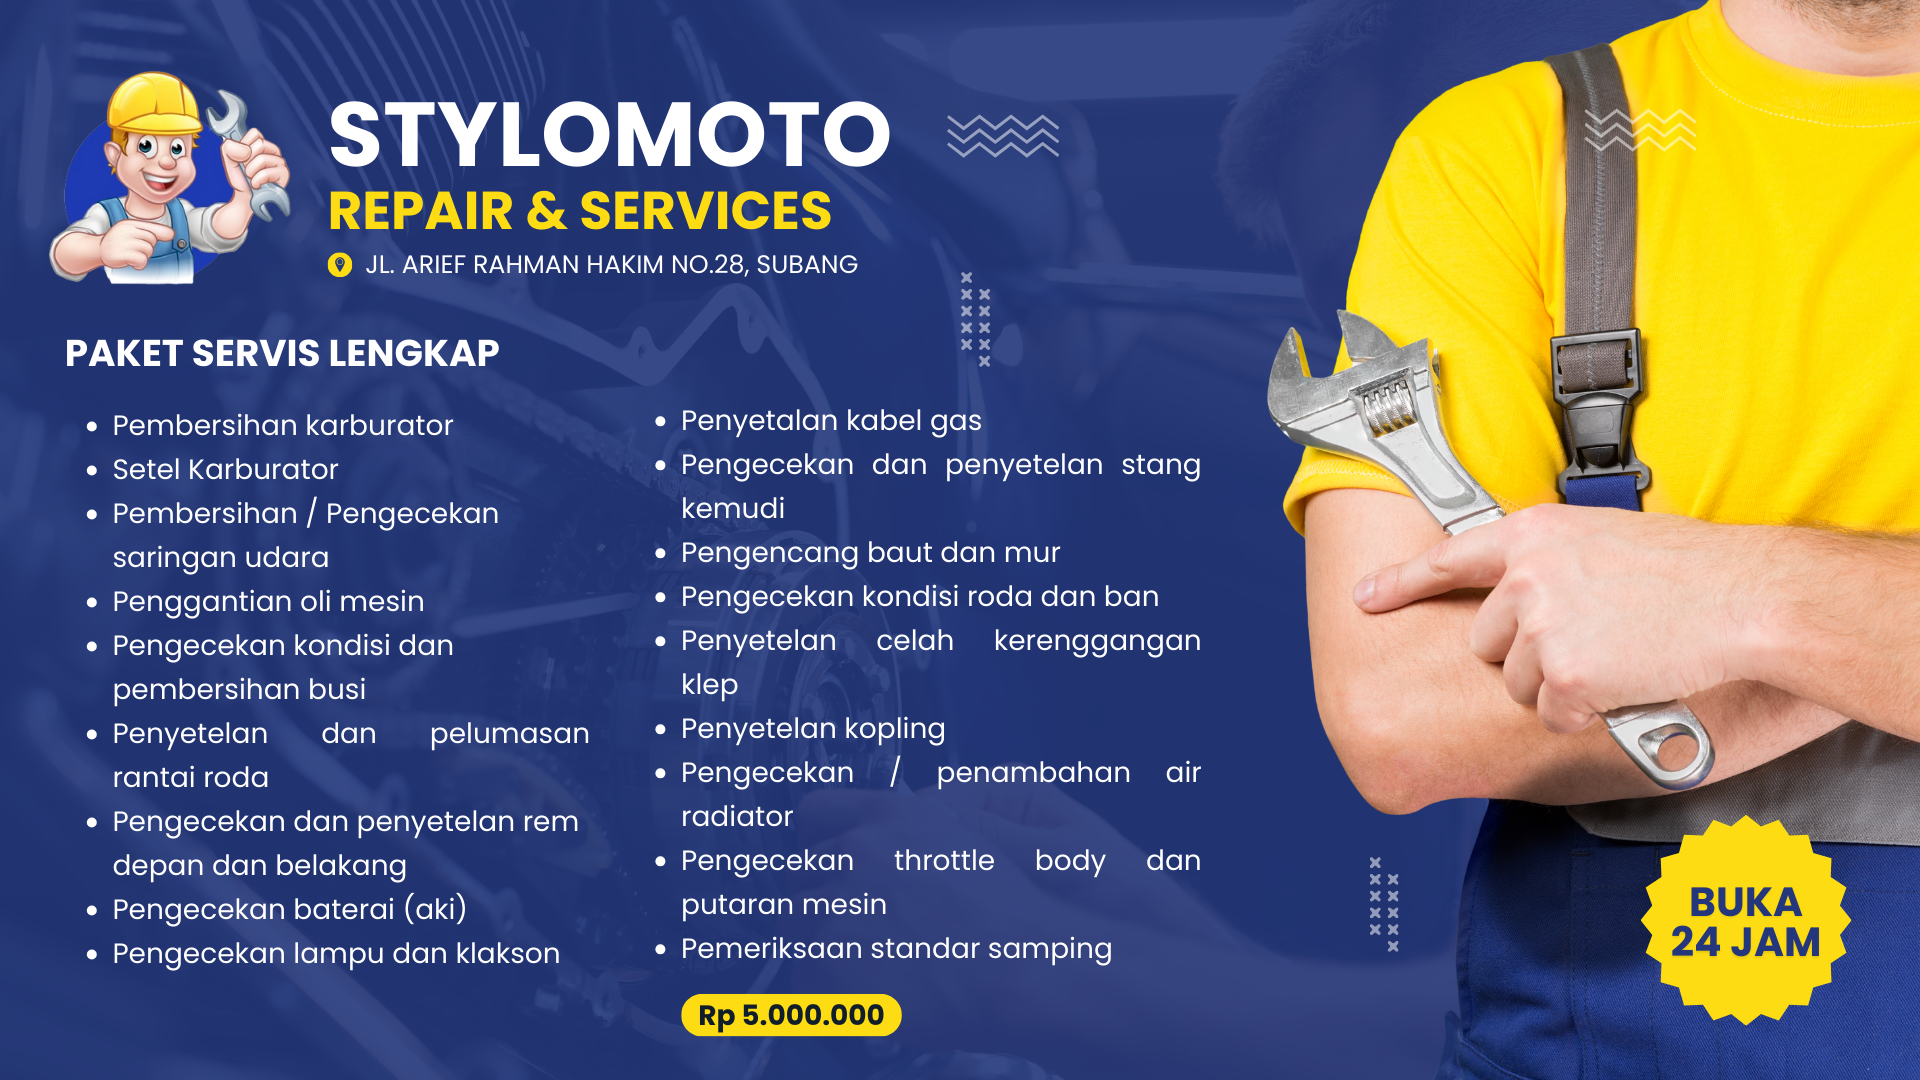 STYLOMOTO
REPAIR & SERVICES
JL. ARIEF RAHMAN HAKIM NO.28, SUBANG
PAKET SERVIS LENGKAP
• Pembersihan karburator
• Setel Karburator
• Pembersihan / Pengecekan
saringan udara
• Penggantian oli mesin
• Pengecekan kondisi dan
pembersihan busi
• Penyetelan dan pelumasan
rantai roda
• Pengecekan dan penyetelan rem
depan dan belakang
• Pengecekan baterai (aki)
• Pengecekan lampu dan klakson
• Penyetalan kabel gas
• Pengecekan dan penyetelan stang
kemudi
• Pengencang baut dan mur
• Pengecekan kondisi roda dan ban
• Penyetelan celah kerenggangan
klep
• Penyetelan kopling
• Pengecekan / penambahan air
radiator
• Pengecekan throttle body dan
putaran mesin
• Pemeriksaan standar samping
Rp 5.000.000
BUKA
24 JAM